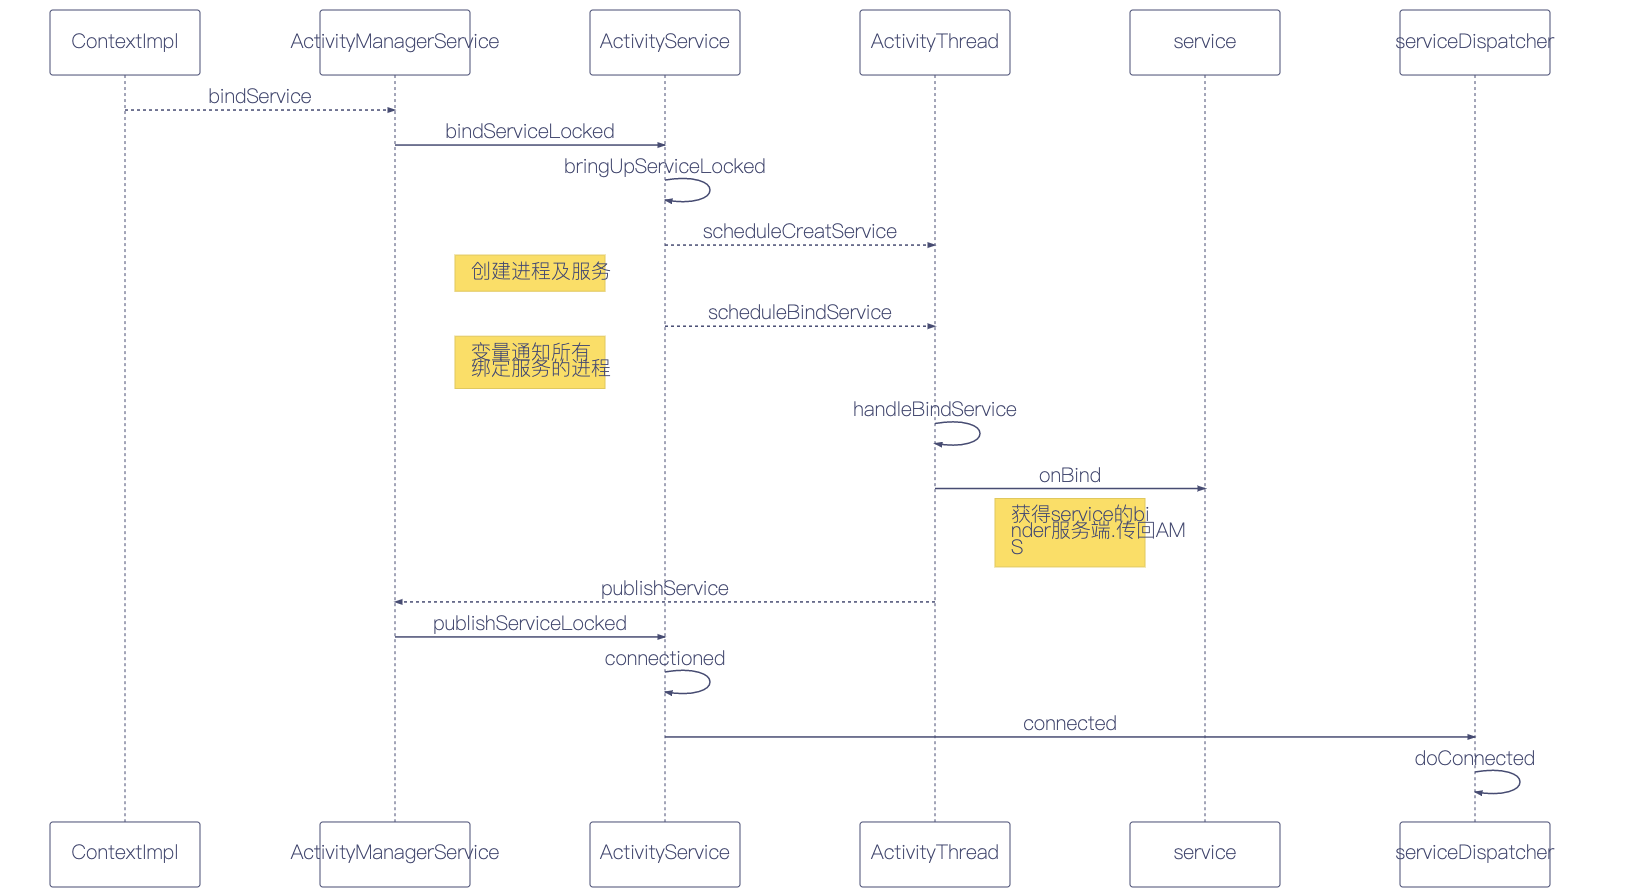 ContextImpl
ActivityManagerService
ActivityService
ActivityThread
service
serviceDispatcher
bindService
bindServiceLocked
bringUpServiceLocked
scheduleCreatService
创建进程及服务
scheduleBindService
变量通知所有
绑定服务的进程
handleBindService
onBind
获得service的bi
nder服务端.传回AM
S
publishService
publishServiceLocked
connectioned
connected
doConnected
ContextImpl
ActivityManagerService
ActivityService
ActivityThread
service
serviceDispatcher